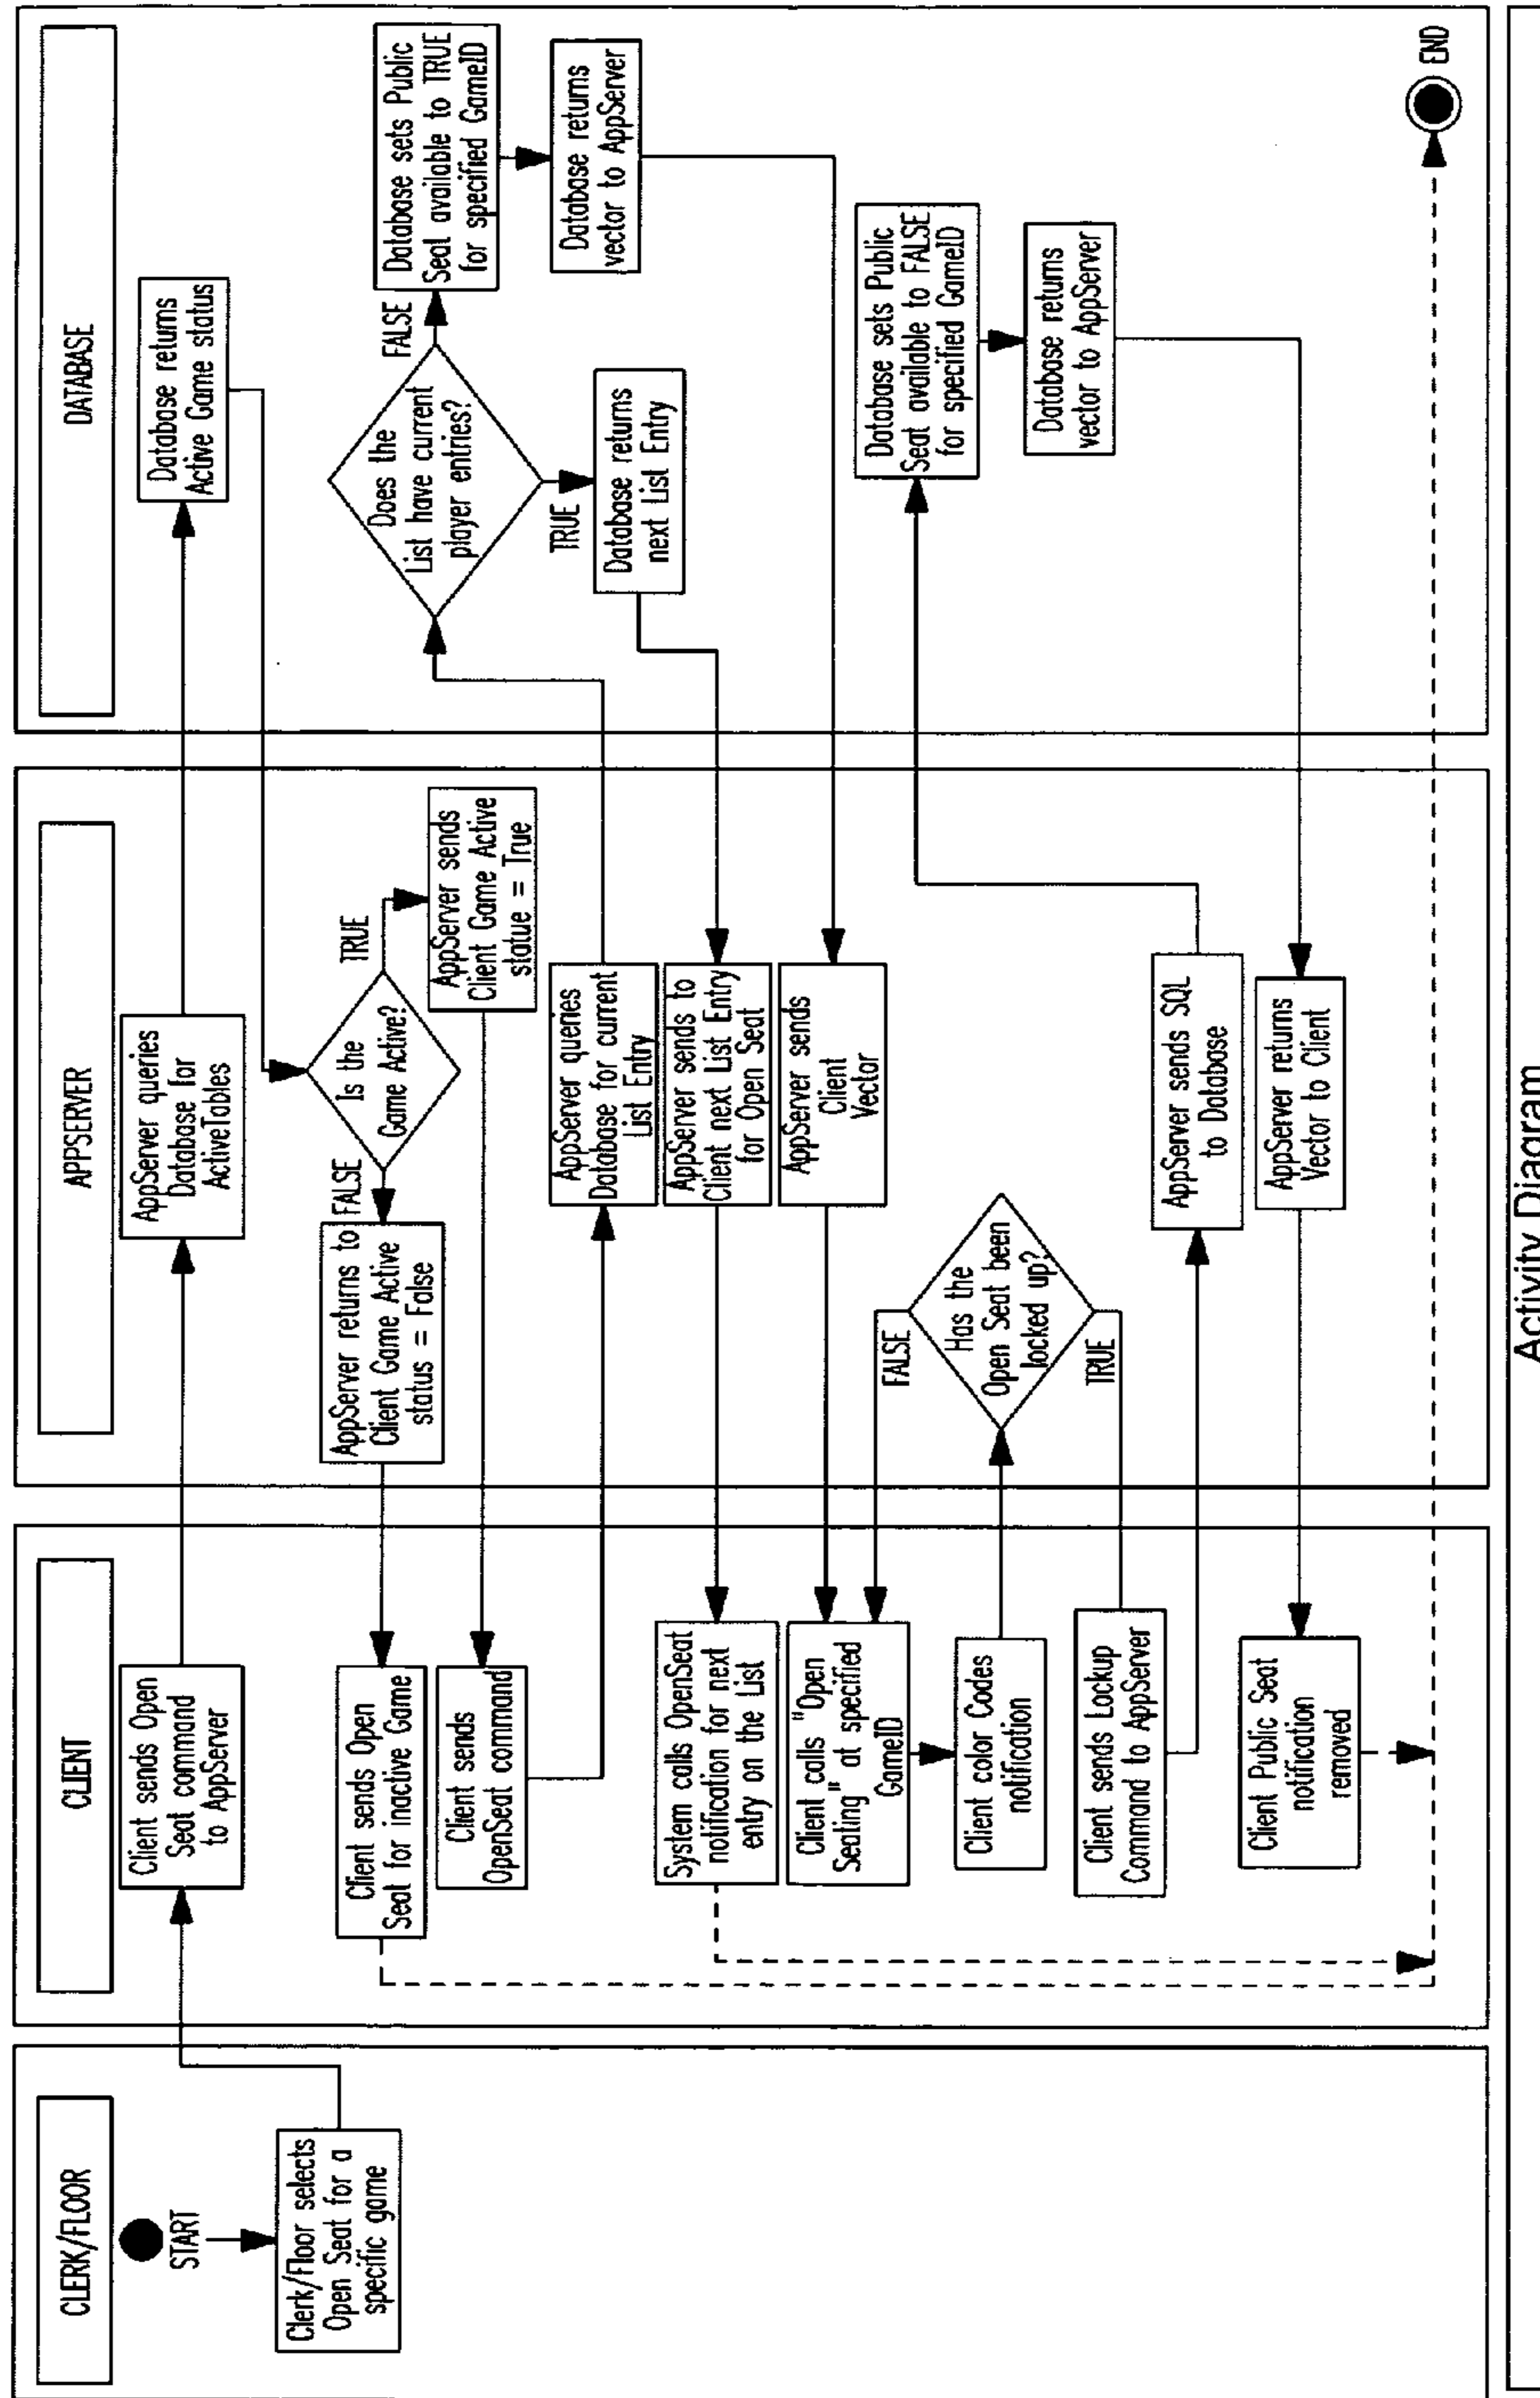 CLERK/FLOOR
START
Clerk/Floor selects
Open Seat for a
specific game
CLIENT
Client sends Open
Seat command
to AppServer
Client sends Open
Seat for inactive Game
Client sends
OpenSeat command
System calls OpenSeat
notification for next
entry on the List
Client calls "Open
Seating" at specified
GameID
Client color Codes
notification
Client sends Lockup
Command to AppServer
Client Public Seat
notification
removed
APPSERVER
AppServer queries
Database for
ActiveTables
Is the
Game Active?
FALSE
TRUE
AppServer returns to
Client Game Active
status = False
AppServer sends
Client Game Active
status = True
AppServer queries
Database for current
List Entry
AppServer sends to
Client next List Entry
for Open Seat
AppServer sends
Client
Vector
Has the
Open Seat been
locked up?
FALSE
TRUE
AppServer sends SQL
to Database
AppServer returns
Vector to Client
DATABASE
Database returns
Active Game status
Does the
List have current
player entries?
FALSE
TRUE
Database sets Public
Seat available to TRUE
for specified GameID
Database returns
vector to AppServer
Database returns
next List Entry
Database sets Public
Seat available to FALSE
for specified GameID
Database returns
vector to AppServer
END
Activity Diagram